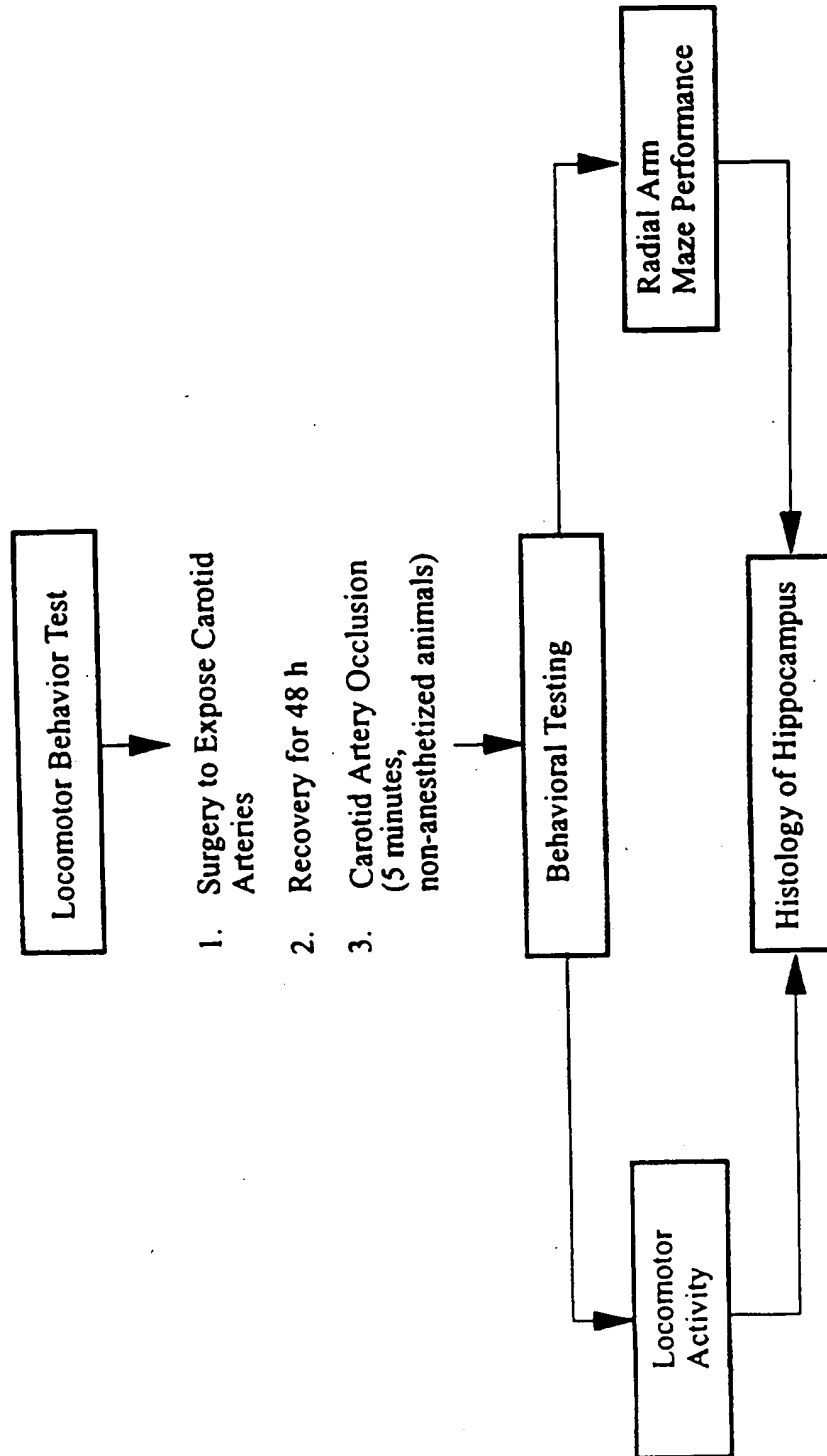 Locomotor Behavior Test
1. Surgery to Expose Carotid
Arteries
2. Recovery for 48 h
3. Carotid Artery Occlusion
(5 minutes,
non-anesthetized animals)
Behavioral Testing
Locomotor
Activity
Radial Arm
Maze Performance
Histology of Hippocampus